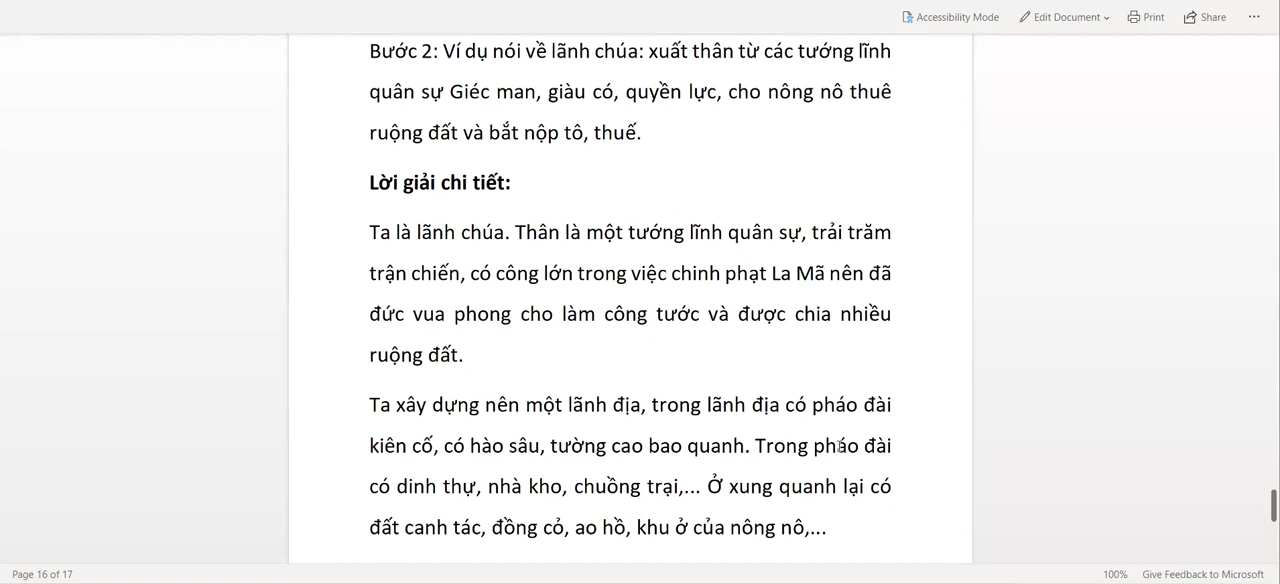 Accessibility Mode Edit Document Print Share ...
Bước 2: Ví dụ nói về lãnh chúa: xuất thân từ các tướng lĩnh
quân sự Giéc man, giàu có, quyền lực, cho nông nô thuê
ruộng đất và bắt nộp tô, thuế.
Lời giải chi tiết:
Ta là lãnh chúa. Thân là một tướng lĩnh quân sự, trải trăm
trận chiến, có công lớn trong việc chinh phạt La Mã nên đã
đức vua phong cho làm công tước và được chia nhiều
ruộng đất.
Ta xây dựng nên một lãnh địa, trong lãnh địa có pháo đài
kiên cố, có hào sâu, tường cao bao quanh. Trong pháo đài
có dinh thự, nhà kho, chuồng trại,... Ở xung quanh lại có
đất canh tác, đồng cỏ, ao hồ, khu ở của nông nô,...
Page 16 of 17 100% Give Feedback to Microsoft